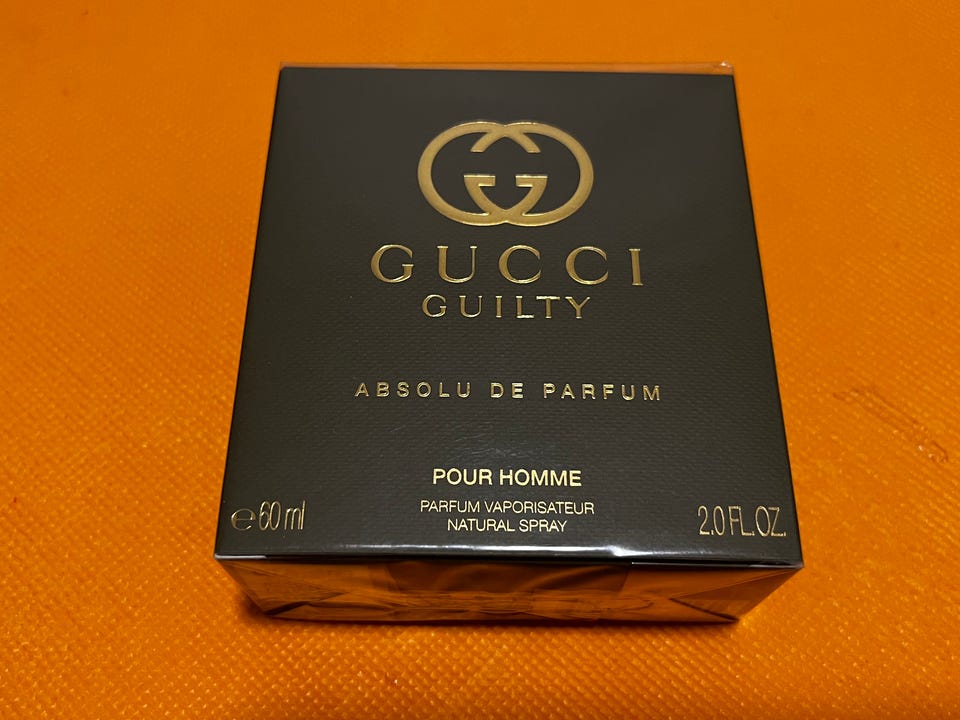 GUCCI
GUILTY
ABSOLU DE PARFUM
POUR HOMME
PARFUM VAPORISATEUR
NATURAL SPRAY
℮60 ml
2.0 FL.OZ.